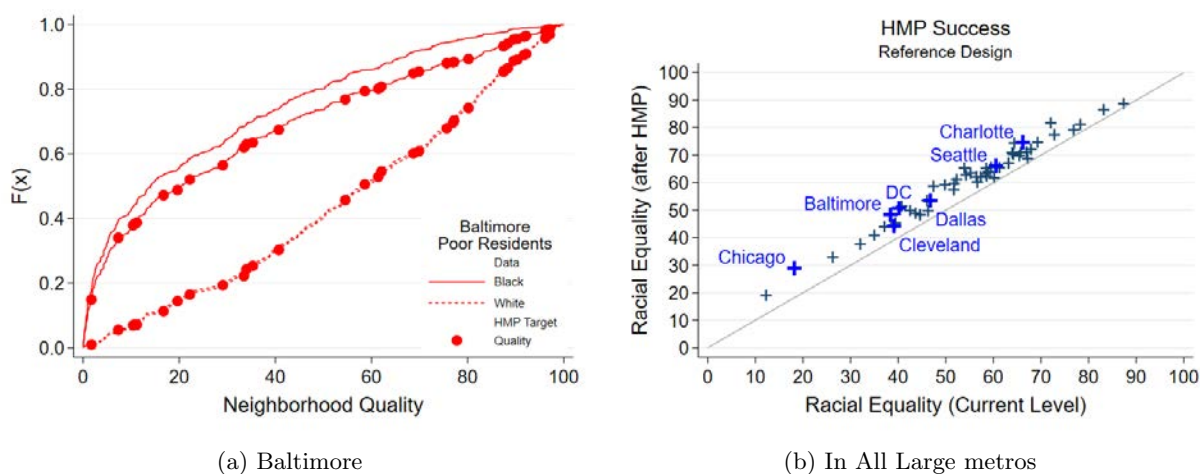 F(x)
1.0
0.8
0.6
0.4
0.2
0.0
0 20 40 60 80 100
Neighborhood Quality
Baltimore
Poor Residents
Data
Black
White
HMP Target
Quality
(a) Baltimore
HMP Success
Reference Design
Racial Equality (after HMP)
100
90
80
70
60
50
40
30
20
10
0
Charlotte
Seattle
DC
Baltimore
Dallas
Cleveland
Chicago
0 10 20 30 40 50 60 70 80 90 100
Racial Equality (Current Level)
(b) In All Large metros